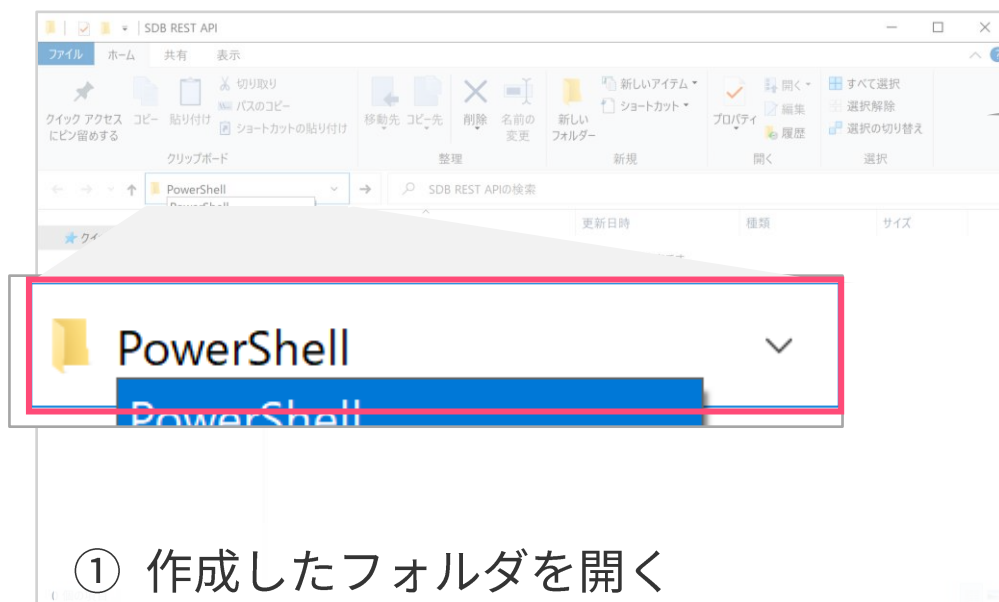 SDB REST API
ファイル ホーム 共有 表示
クイック アクセスにピン留めする コピー 貼り付け 切り取り パスのコピー ショートカットの貼り付け
移動先 コピー先 削除 名前の変更 新しいフォルダー 新しいアイテム ショートカット
プロパティ 開く 編集 履歴 すべて選択 選択解除 選択の切り替え
クリップボード 整理 新規 開く 選択
PowerShell SDB REST APIの検索
更新日時 種類 サイズ
PowerShell
PowerShell
① 作成したフォルダを開く